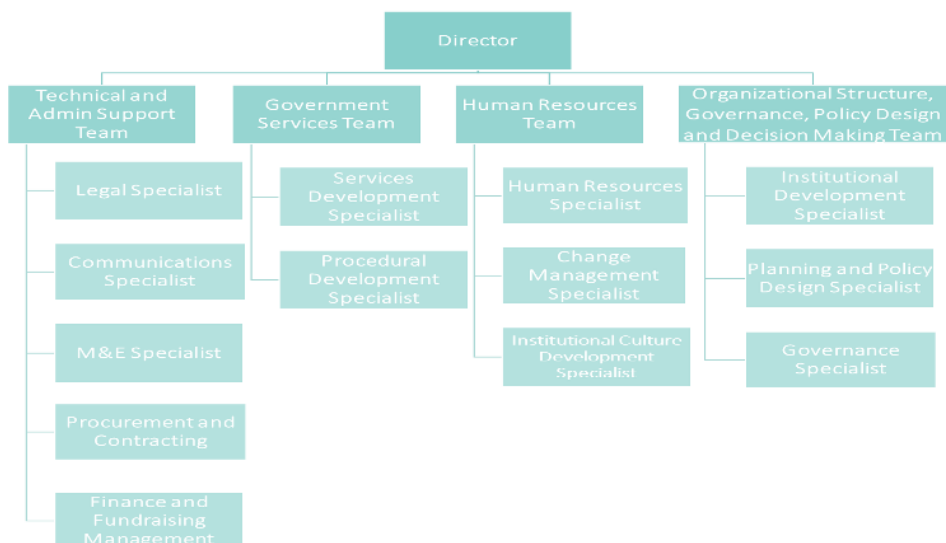 Director
Technical and
Admin Support
Team
Legal Specialist
Communications
Specialist
M&E Specialist
Procurement and
Contracting
Finance and
Fundraising
Management
Government
Services Team
Services
Development
Specialist
Procedural
Development
Specialist
Human Resources
Team
Human Resources
Specialist
Change
Management
Specialist
Institutional Culture
Development
Specialist
Organizational Structure,
Governance, Policy Design
and Decision Making Team
Institutional
Development
Specialist
Planning and Policy
Design Specialist
Governance
Specialist